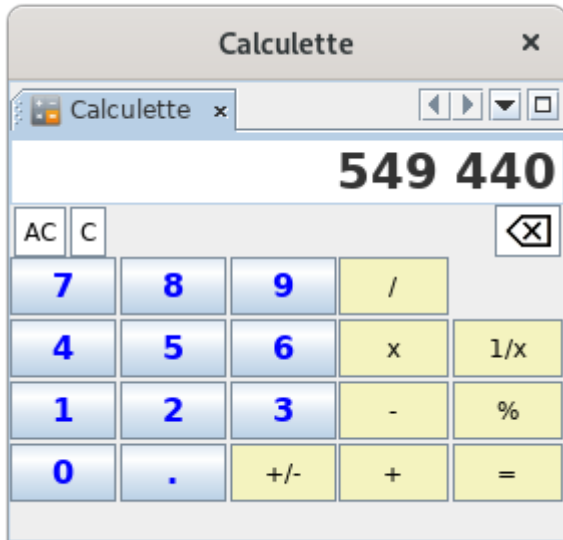 Calculette ×
Calculette ×
549 440
AC C
7 8 9 /
4 5 6 x 1/x
1 2 3 - %
0 . +/- + =